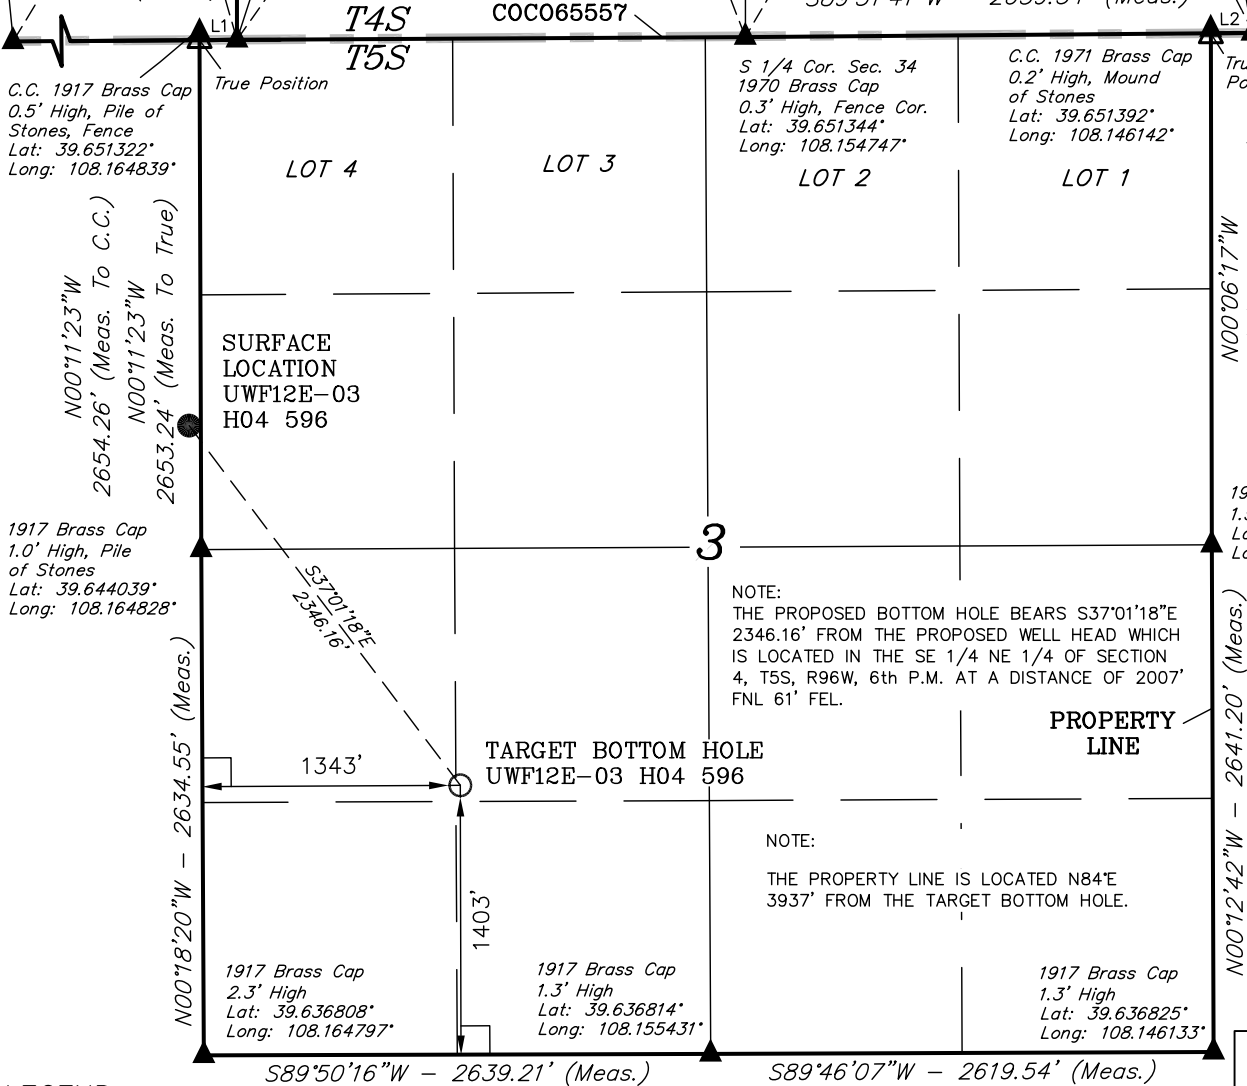 COC065557
L1
T4S
T5S
L2
True Position
C.C. 1917 Brass Cap
0.5' High, Pile of
Stones, Fence
Lat: 39.651322°
Long: 108.164839°
S 1/4 Cor. Sec. 34
1970 Brass Cap
0.3' High, Fence Cor.
Lat: 39.651344°
Long: 108.154747°
C.C. 1971 Brass Cap
0.2' High, Mound
of Stones
Lat: 39.651392°
Long: 108.146142°
LOT 4
LOT 3
LOT 2
LOT 1
N00°11'23"W
2654.26' (Meas. To C.C.)
N00°11'23"W
2653.24' (Meas. To True)
N00°06'17"W
SURFACE
LOCATION
UWF12E-03
H04 596
1917 Brass Cap
1.0' High, Pile
of Stones
Lat: 39.644039°
Long: 108.164828°
3
S37°01'18"E
2346.16'
NOTE:
THE PROPOSED BOTTOM HOLE BEARS S37°01'18"E
2346.16' FROM THE PROPOSED WELL HEAD WHICH
IS LOCATED IN THE SE 1/4 NE 1/4 OF SECTION
4, T5S, R96W, 6th P.M. AT A DISTANCE OF 2007'
FNL 61' FEL.
PROPERTY
LINE
TARGET BOTTOM HOLE
UWF12E-03 H04 596
1343'
1403'
N00°18'20"W - 2634.55' (Meas.)
N00°12'42"W - 2641.20' (Meas.)
NOTE:
THE PROPERTY LINE IS LOCATED N84°E
3937' FROM THE TARGET BOTTOM HOLE.
1917 Brass Cap
2.3' High
Lat: 39.636808°
Long: 108.164797°
1917 Brass Cap
1.3' High
Lat: 39.636814°
Long: 108.155431°
1917 Brass Cap
1.3' High
Lat: 39.636825°
Long: 108.146133°
S89°50'16"W - 2639.21' (Meas.)
S89°46'07"W - 2619.54' (Meas.)